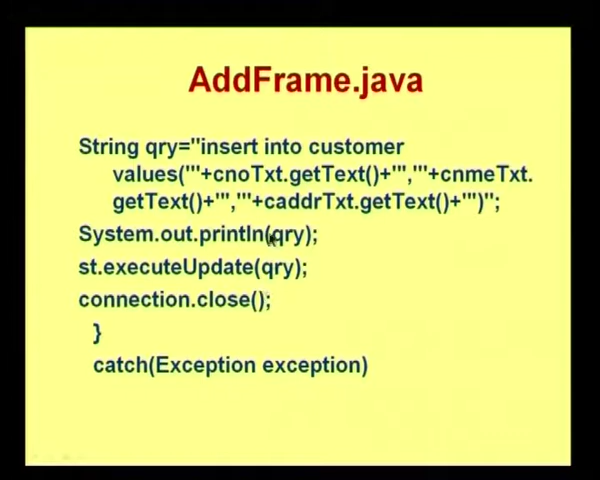 AddFrame.java
String qry="insert into customer
values('"+cnoTxt.getText()+"','"+cnmeTxt.
getText()+"','"+caddrTxt.getText()+"')";
System.out.println(qry);
st.executeUpdate(qry);
connection.close();
}
catch(Exception exception)